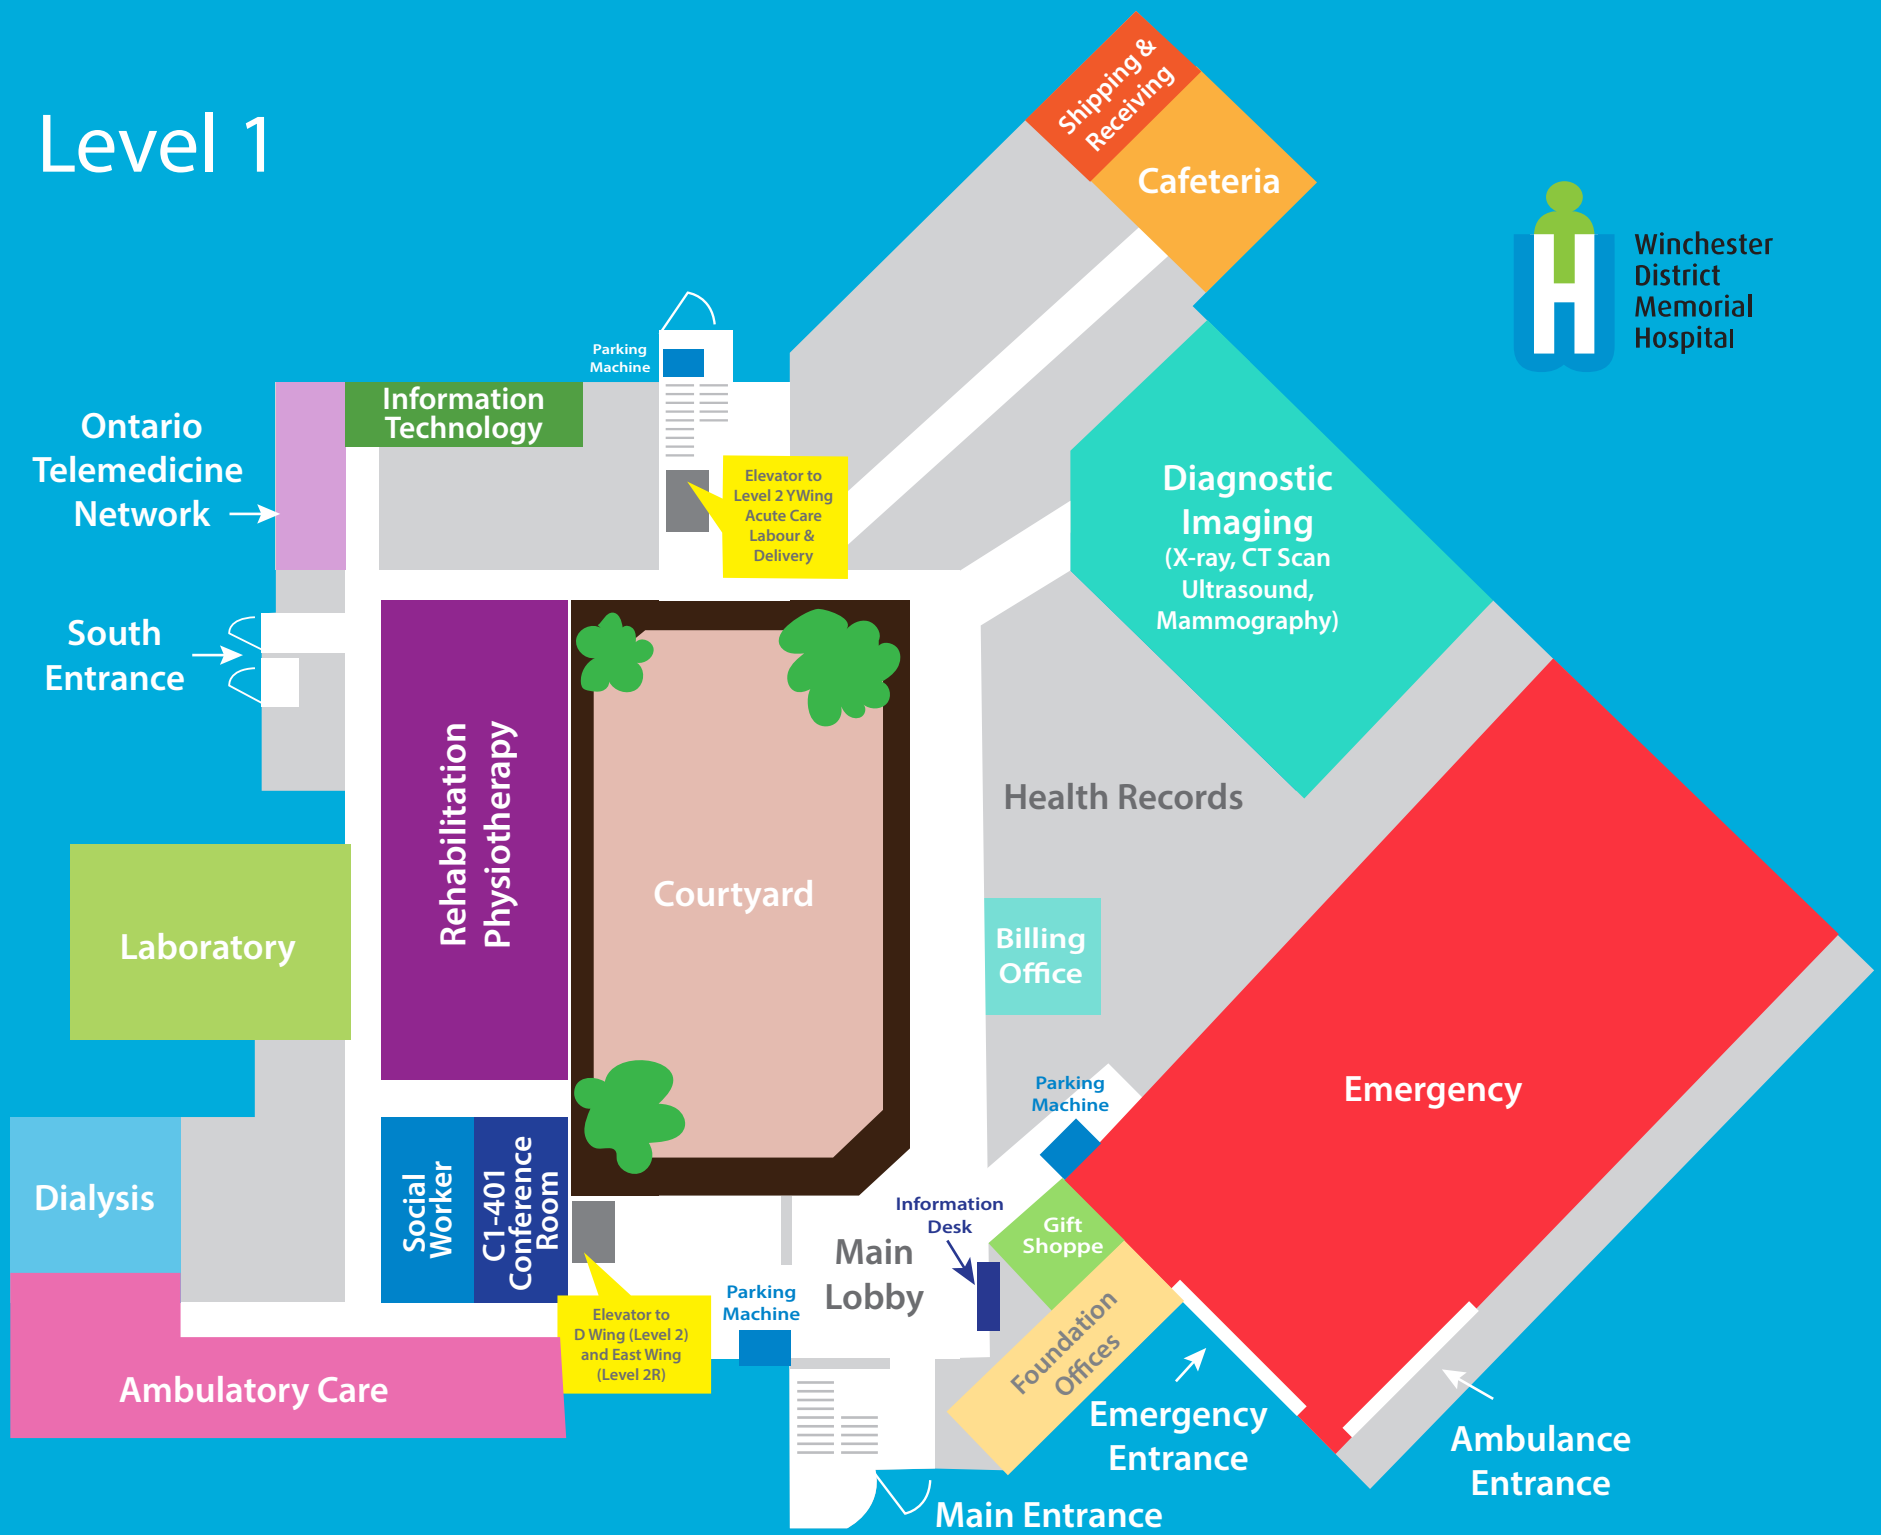 Level 1
Shipping &
Receiving
Cafeteria
Winchester
District
Memorial
Hospital
Parking
Machine
Information
Technology
Ontario
Telemedicine
Network
Elevator to
Level 2 YWing
Acute Care
Labour &
Delivery
Diagnostic
Imaging
(X-ray, CT Scan
Ultrasound,
Mammography)
South
Entrance
Rehabilitation
Physiotherapy
Health Records
Courtyard
Laboratory
Billing
Office
Emergency
Parking
Machine
Dialysis
Social
Worker
C1-401
Conference
Room
Information
Desk
Gift
Shoppe
Main
Lobby
Parking
Machine
Elevator to
D Wing (Level 2)
and East Wing
(Level 2R)
Foundation
Offices
Ambulatory Care
Emergency
Entrance
Ambulance
Entrance
Main Entrance